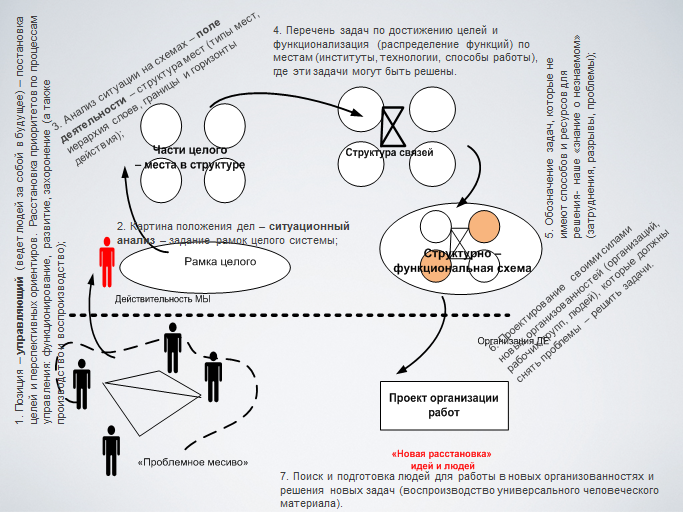 1. Позиция – управляющий (ведет людей за собой в будущее) – постановка
целей и перспективных ориентиров. Расстановка приоритетов по процессам
управления: функционирование, развитие, захоронение (а также
производство и воспроизводство);
3. Анализ ситуации на схемах – поле
деятельности – структура мест (типы мест,
иерархия слоев, границы и горизонты
действия);
4. Перечень задач по достижению целей и
функционализация (распределение функций) по
местам (институты, технологии, способы работы),
где эти задачи могут быть решены.
5. Обозначение задач, которые не
имеют способов и ресурсов для
решения- наше «знание о незнаемом»
(затруднения, разрывы, проблемы);
Части целого
– места в структуре
Структура связей
2. Картина положения дел – ситуационный
анализ – задание рамок целого системы;
Рамка целого
Структурно –
функциональная схема
Действительность МЫ
6. Проектирование своими силами
новых организованностей (организаций,
рабочих групп, людей), которые должны
снять проблемы – решить задачи.
Организация ДЕ
Проект организации
работ
«Проблемное месиво»
«Новая расстановка»
идей и людей
7. Поиск и подготовка людей для работы в новых организованностях и
решения новых задач (воспроизводство универсального человеческого
материала).